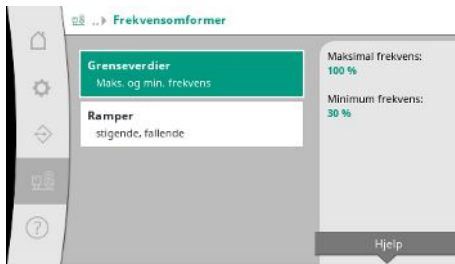 ..▸ Frekvensomformer
Grenseverdier
Maks. og min. frekvens
Ramper
stigende, fallende
Maksimal frekvens:
100 %
Minimum frekvens:
30 %
Hjelp